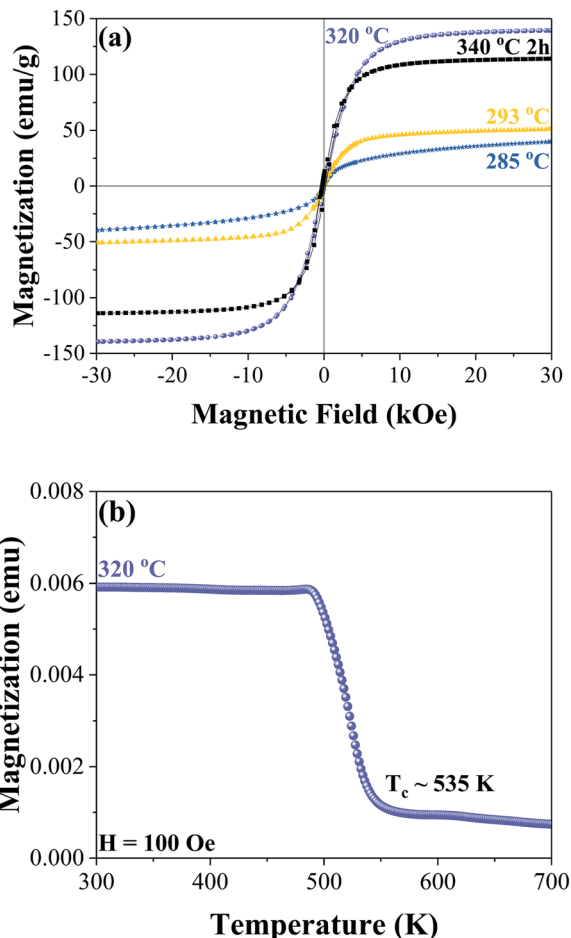 (a)
320 °C
340 °C 2h
293 °C
285 °C
150
100
50
0
-50
-100
-150
-30
-20
-10
0
10
20
30
Magnetization (emu/g)
Magnetic Field (kOe)
(b)
320 °C
0.008
0.006
0.004
0.002
0.000
Tc ~ 535 K
H = 100 Oe
300
400
500
600
700
Magnetization (emu)
Temperature (K)